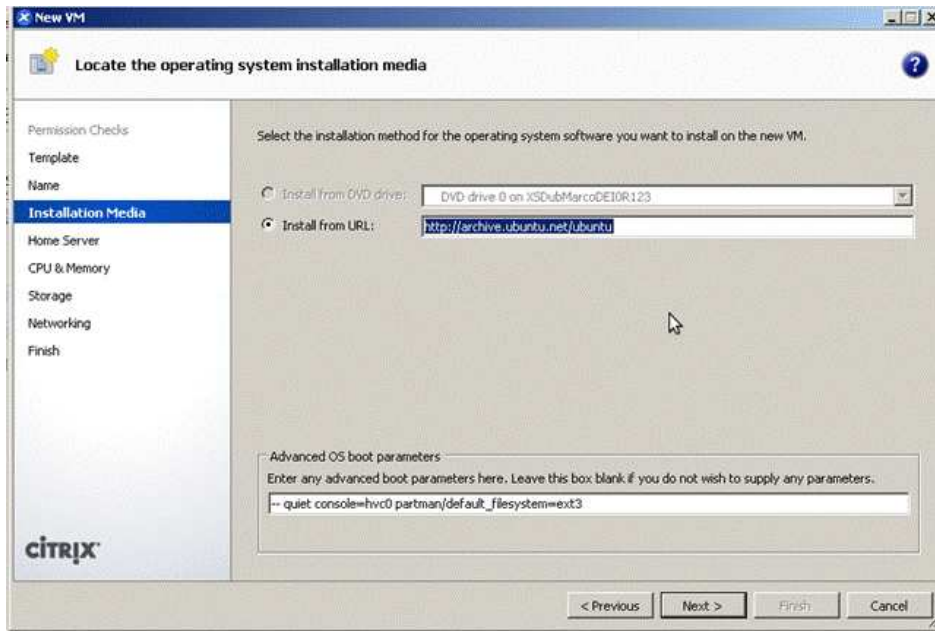 New VM
Locate the operating system installation media
?
Permission Checks
Template
Name
Installation Media
Home Server
CPU & Memory
Storage
Networking
Finish
Select the installation method for the operating system software you want to install on the new VM.
Install from DVD drive: DVD drive 0 on XSDubMarcoDEI0R123
Install from URL: http://archive.ubuntu.net/ubuntu
Advanced OS boot parameters
Enter any advanced boot parameters here. Leave this box blank if you do not wish to supply any parameters.
-- quiet console=hvc0 partman/default_filesystem=ext3
CITRIX
< Previous Next > Finish Cancel